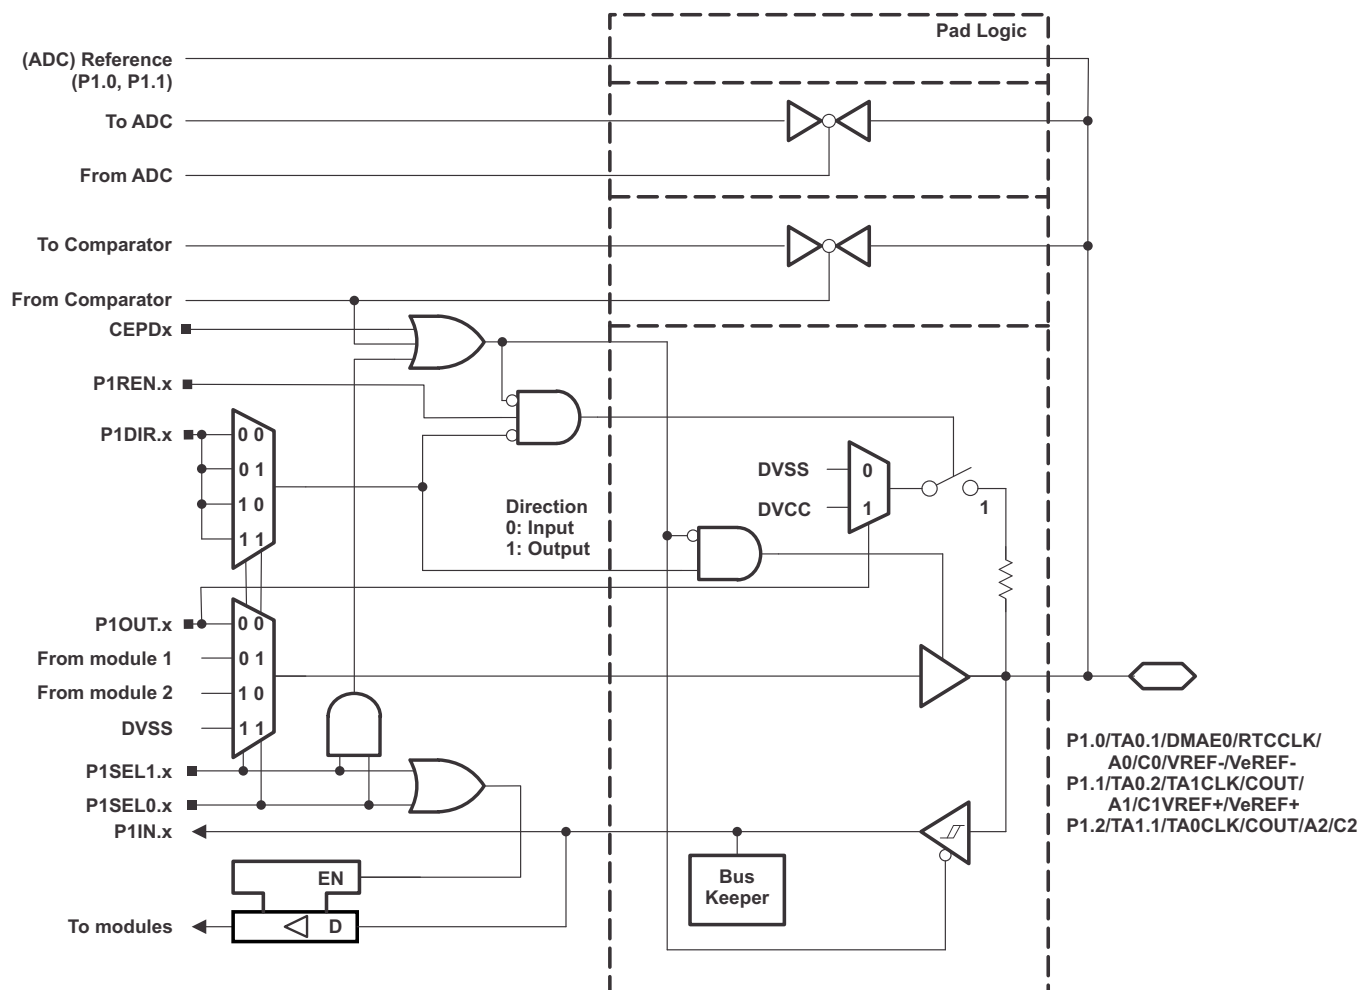 Pad Logic
(ADC) Reference
(P1.0, P1.1)
To ADC
From ADC
To Comparator
From Comparator
CEPDx
P1REN.x
P1DIR.x
0 0
0 1
1 0
1 1
Direction
0: Input
1: Output
DVSS
0
DVCC
1
1
P1OUT.x
0 0
From module 1
0 1
From module 2
1 0
DVSS
1 1
P1SEL1.x
P1SEL0.x
P1IN.x
EN
To modules
D
Bus
Keeper
P1.0/TA0.1/DMAE0/RTCCLK/
A0/C0/VREF-/VeREF-
P1.1/TA0.2/TA1CLK/COUT/
A1/C1VREF+/VeREF+
P1.2/TA1.1/TA0CLK/COUT/A2/C2